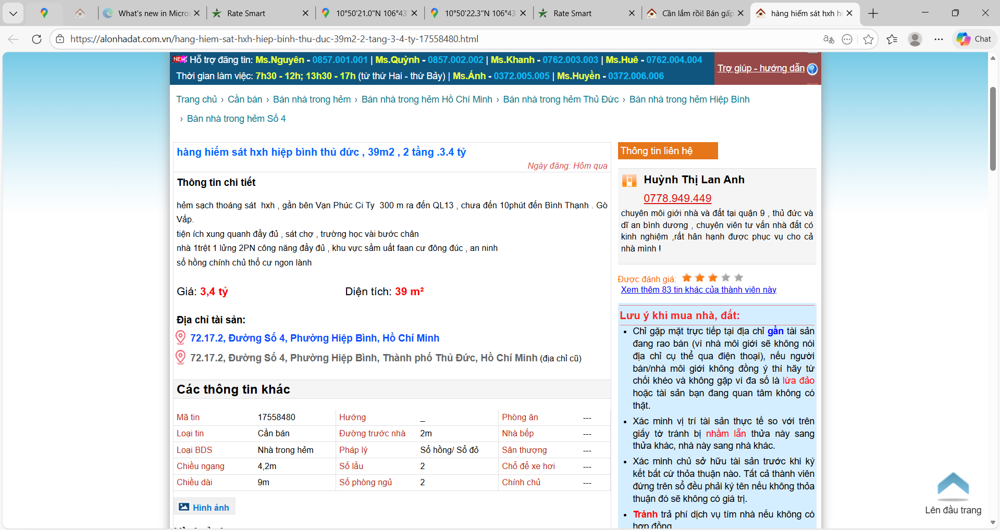 What's new in Micros
Rate Smart
10°50'21.0"N 106°43
10°50'22.3"N 106°43
Rate Smart
Cần lắm rồi! Bán gấp
hàng hiếm sát hxh hi
https://alonhadat.com.vn/hang-hiem-sat-hxh-hiep-binh-thu-duc-39m2-2-tang-3-4-ty-17558480.html
Chat
NEW Hỗ trợ đăng tin: Ms.Nguyên - 0857.001.001 | Ms.Quỳnh - 0857.002.002 | Ms.Khanh - 0762.003.003 | Ms.Huê - 0762.004.004
Thời gian làm việc: 7h30 - 12h; 13h30 - 17h (từ thứ Hai - thứ Bảy) | Ms.Ánh - 0372.005.005 | Ms.Huyền - 0372.006.006
Trợ giúp - hướng dẫn ?
Trang chủ › Cần bán › Bán nhà trong hẻm › Bán nhà trong hẻm Hồ Chí Minh › Bán nhà trong hẻm Thủ Đức › Bán nhà trong hẻm Hiệp Bình
› Bán nhà trong hẻm Số 4
hàng hiếm sát hxh hiệp bình thủ đức , 39m2 , 2 tầng .3.4 tỷ
Ngày đăng: Hôm qua
Thông tin chi tiết
hẻm sạch thoáng sát hxh , gần bên Vạn Phúc Ci Ty 300 m ra đến QL13 , chưa đến 10phút đến Bình Thạnh . Gò
Vấp.
tiện ích xung quanh đầy đủ , sát chợ , trường học vài bước chân
nhà 1trệt 1 lửng 2PN công năng đầy đủ , khu vực sầm uất faan cư đông đúc , an ninh
sổ hồng chính chủ thổ cư ngon lành
Giá: 3,4 tỷ
Diện tích: 39 m²
Địa chỉ tài sản:
72.17.2, Đường Số 4, Phường Hiệp Bình, Hồ Chí Minh
72.17.2, Đường Số 4, Phường Hiệp Bình, Thành phố Thủ Đức, Hồ Chí Minh (địa chỉ cũ)
Các thông tin khác
Mã tin 17558480 Hướng _ Phòng ăn ---
Loại tin Cần bán Đường trước nhà 2m Nhà bếp ---
Loại BDS Nhà trong hẻm Pháp lý Sổ hồng/ Sổ đỏ Sân thượng ---
Chiều ngang 4,2m Số lầu 2 Chổ để xe hơi ---
Chiều dài 9m Số phòng ngủ 2 Chính chủ ---
Hình ảnh
Thông tin liên hệ
Huỳnh Thị Lan Anh
0778.949.449
chuyên môi giới nhà và đất tại quận 9 , thủ đức và
dĩ an bình dương , chuyên viên tư vấn nhà đất có
kinh nghiệm ,rất hân hạnh được phục vụ cho cả
nhà mình !
Được đánh giá:
Xem thêm 83 tin khác của thành viên này
Lưu ý khi mua nhà, đất:
• Chỉ gặp mặt trực tiếp tại địa chỉ gần tài sản
đang rao bán (vì nhà môi giới sẽ không nói
địa chỉ cụ thể qua điện thoại), nếu người
bán/nhà môi giới không đồng ý thì hãy từ
chối khéo và không gặp vì đa số là lừa đảo
hoặc tài sản bạn đang quan tâm không có
thật.
• Xác minh vị trí tài sản thực tế so với trên
giấy tờ tránh bị nhầm lẫn thửa này sang
thửa khác, nhà này sang nhà khác.
• Xác minh chủ sở hữu tài sản trước khi ký
kết bất cứ thỏa thuận nào. Tất cả thành viên
đứng trên sổ đều phải ký tên nếu không thỏa
thuận đó sẽ không có giá trị.
• Tránh trả phí dịch vụ tìm nhà nếu không có
hợp đồng
Lên đầu trang